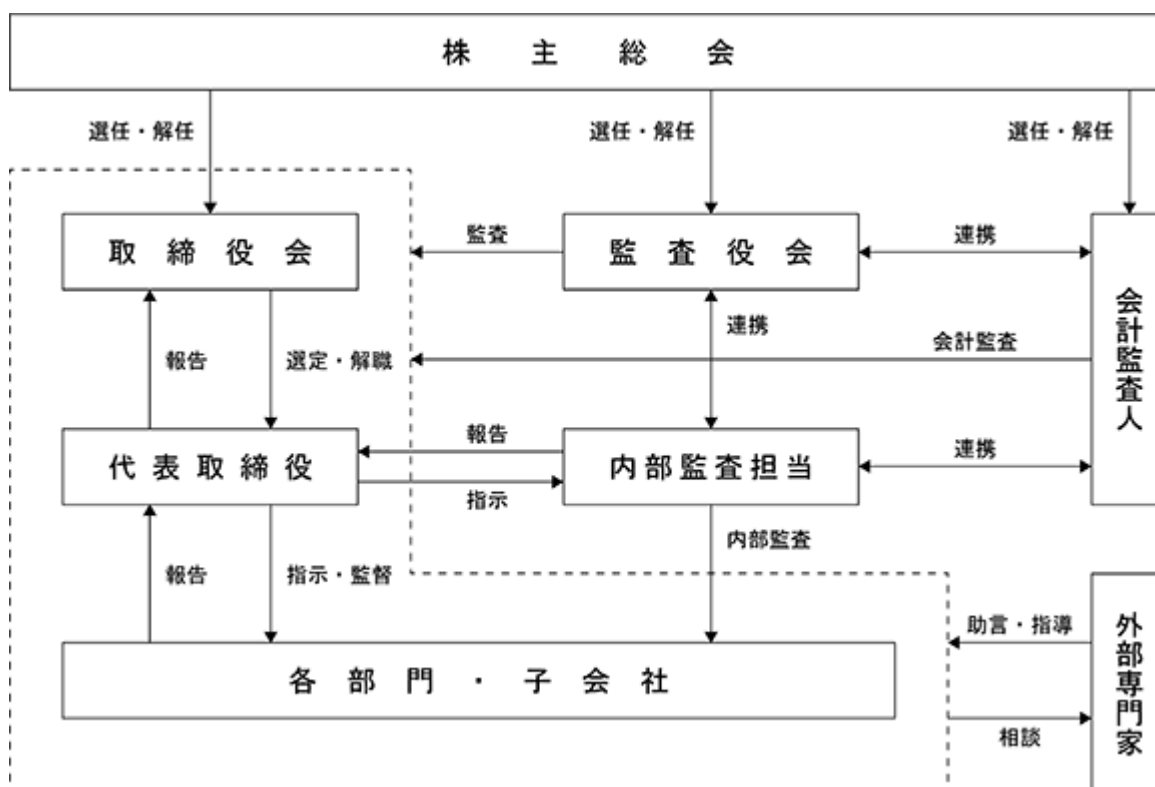 株主総会
選任・解任
選任・解任
選任・解任
取締役会
監査
監査役会
連携
会計監査人
報告
選定・解職
連携
会計監査
代表取締役
報告
指示
内部監査担当
連携
報告
指示・監督
内部監査
各部門・子会社
助言・指導
相談
外部専門家